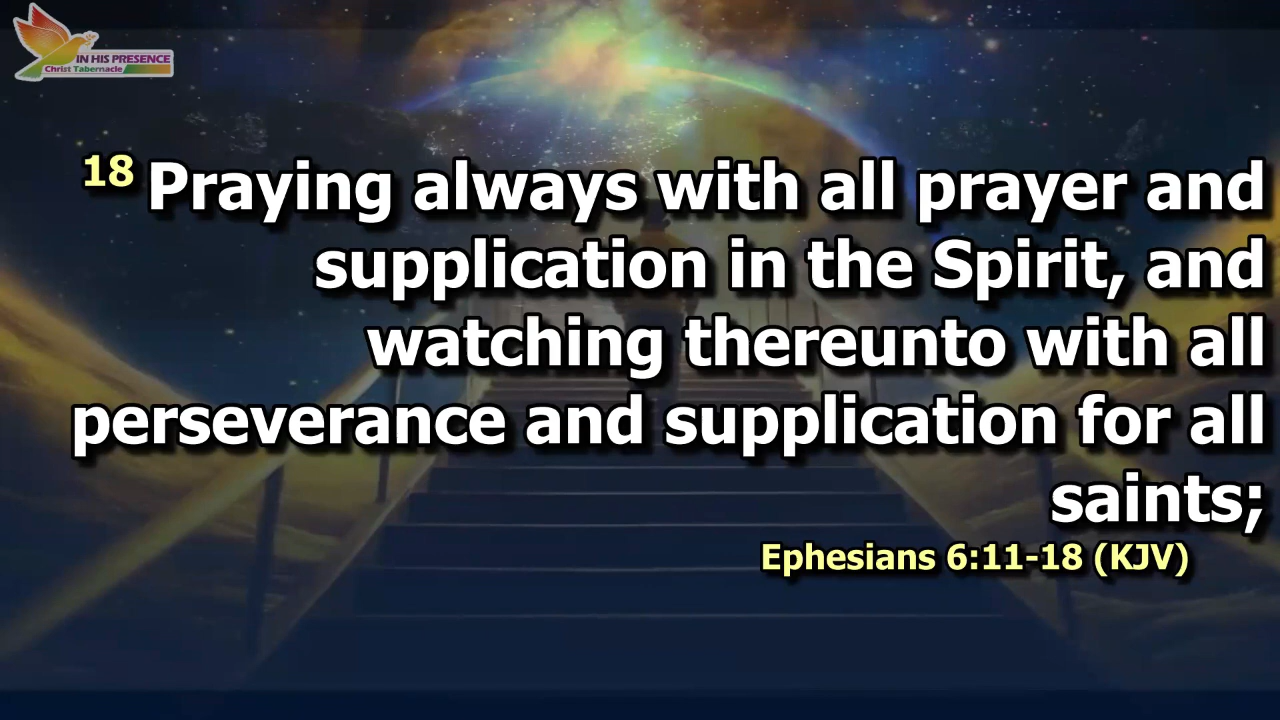 IN HIS PRESENCE
Christ Tabernacle
18 Praying always with all prayer and
supplication in the Spirit, and
watching thereunto with all
perseverance and supplication for all
saints;
Ephesians 6:11-18 (KJV)